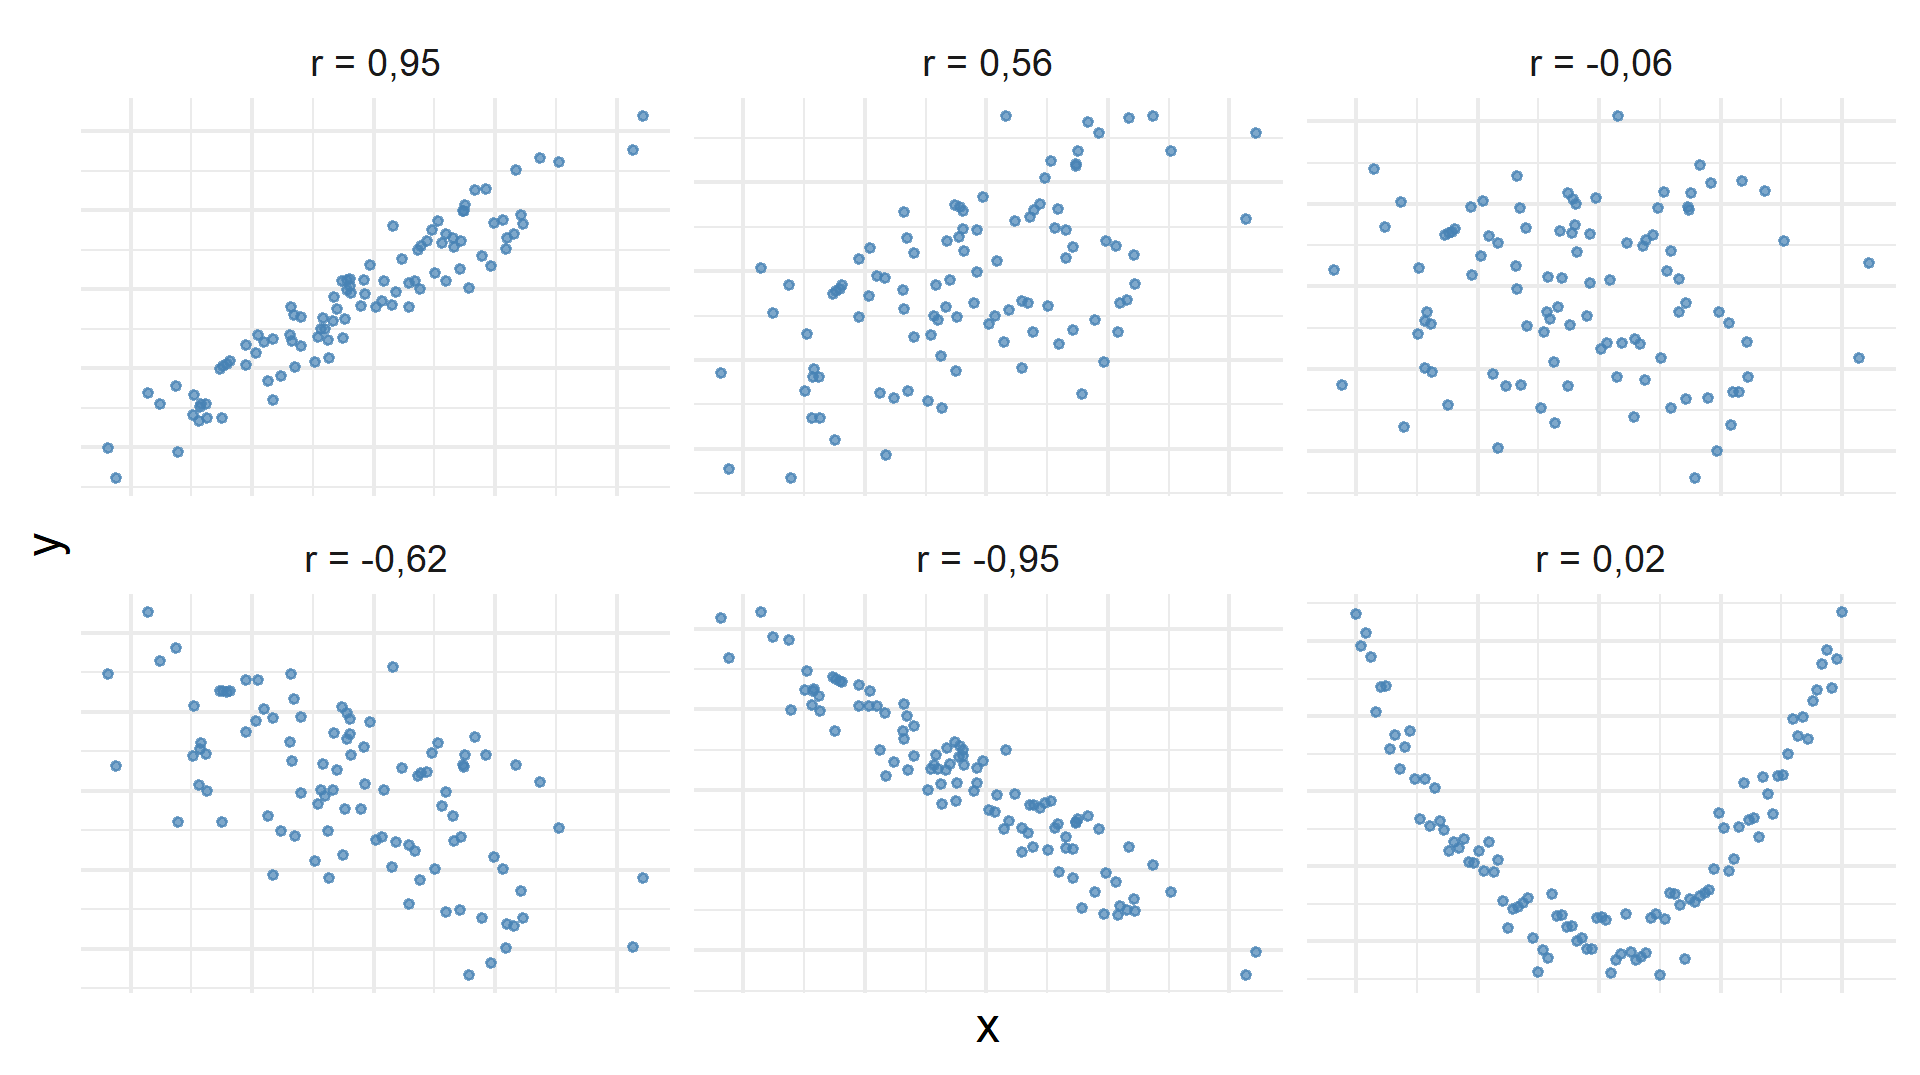 r = 0,95
r = 0,56
r = -0,06
r = -0,62
r = -0,95
r = 0,02
y
x